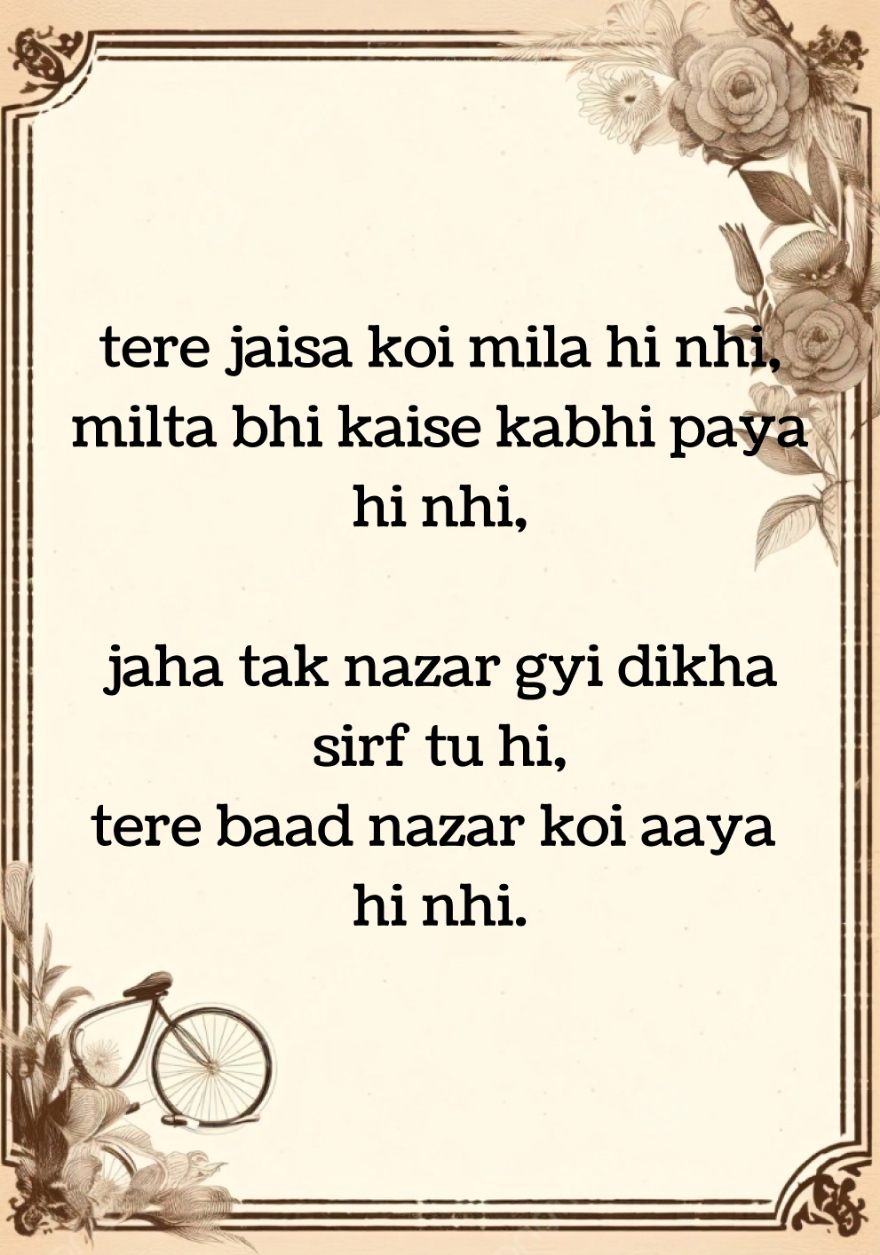 tere jaisa koi mila hi nhi,
milta bhi kaise kabhi paya
hi nhi,
jaha tak nazar gyi dikha
sirf tu hi,
tere baad nazar koi aaya
hi nhi.